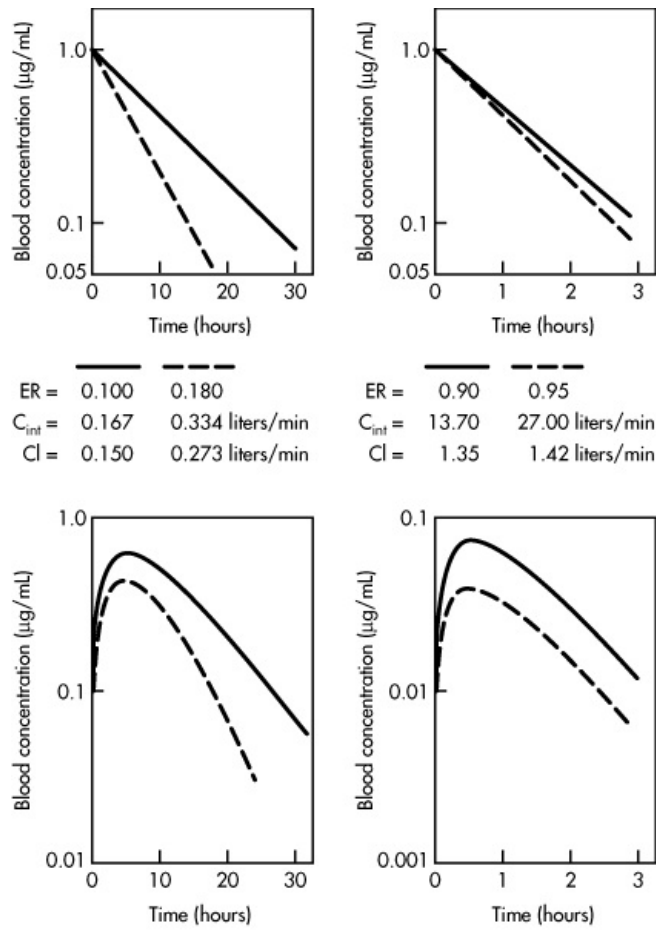 Blood concentration (µg/mL)
1.0
0.1
0.05
0 10 20 30
Time (hours)
Blood concentration (µg/mL)
1.0
0.1
0.05
0 1 2 3
Time (hours)
ER = 0.100 0.180
C_int = 0.167 0.334 liters/min
Cl = 0.150 0.273 liters/min
ER = 0.90 0.95
C_int = 13.70 27.00 liters/min
Cl = 1.35 1.42 liters/min
Blood concentration (µg/mL)
1.0
0.1
0.01
0 10 20 30
Time (hours)
Blood concentration (µg/mL)
0.1
0.01
0.001
0 1 2 3
Time (hours)